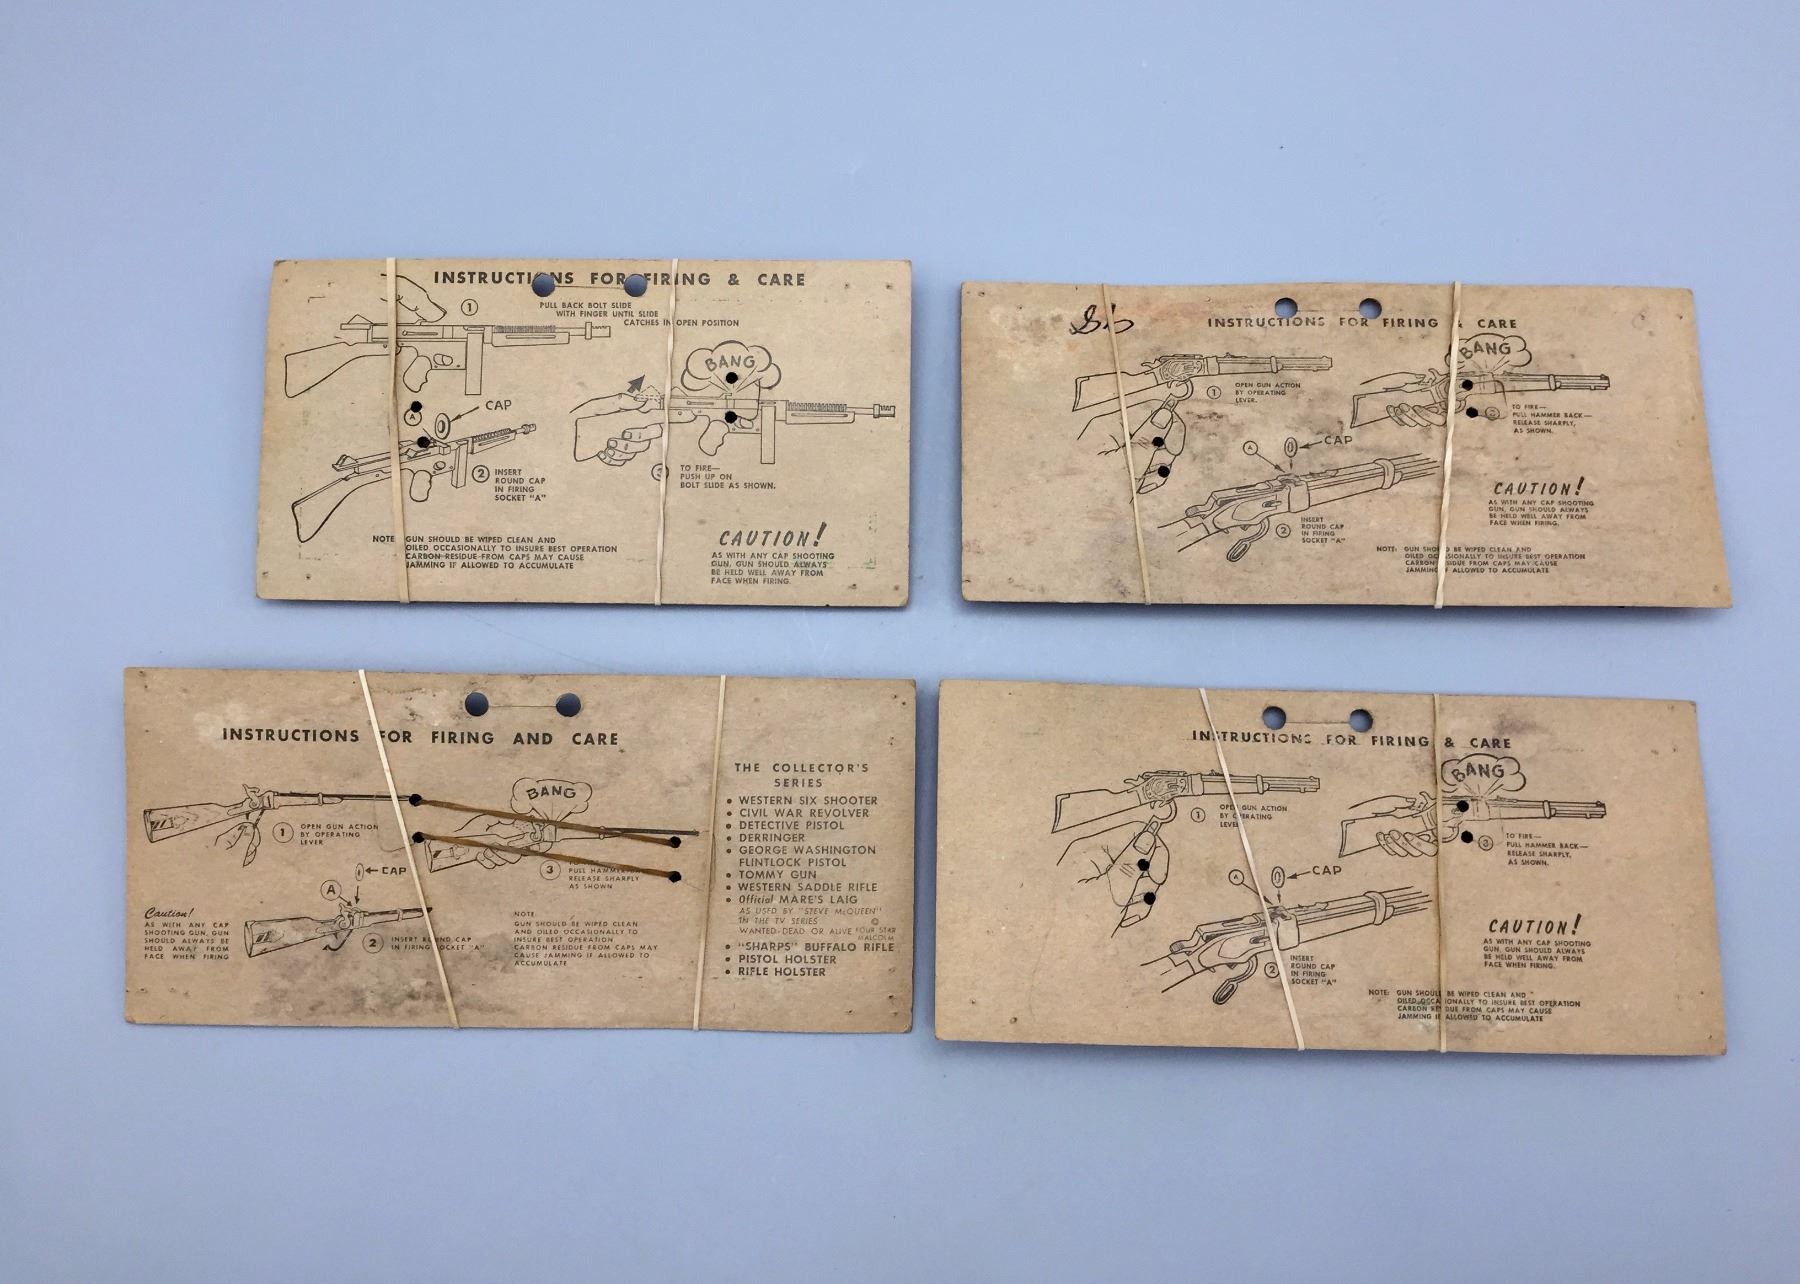 INSTRUCTIONS FOR FIRING & CARE
1
PULL BACK BOLT SLIDE
WITH FINGER UNTIL SLIDE
CATCHES IN OPEN POSITION
BANG
CAP
A
2
INSERT
ROUND CAP
IN FIRING
SOCKET "A"
3
TO FIRE—
PUSH UP ON
BOLT SLIDE AS SHOWN.
NOTE GUN SHOULD BE WIPED CLEAN AND
OILED OCCASIONALLY TO INSURE BEST OPERATION
CARBON RESIDUE FROM CAPS MAY CAUSE
JAMMING IF ALLOWED TO ACCUMULATE
CAUTION!
AS WITH ANY CAP SHOOTING
GUN, GUN SHOULD ALWAYS
BE HELD WELL AWAY FROM
FACE WHEN FIRING.
INSTRUCTIONS FOR FIRING & CARE
BANG
1
OPEN GUN ACTION
BY OPERATING
LEVER.
3
TO FIRE—
PULL HAMMER BACK—
RELEASE SHARPLY,
AS SHOWN.
A
CAP
2
INSERT
ROUND CAP
IN FIRING
SOCKET "A"
CAUTION!
AS WITH ANY CAP SHOOTING
GUN, GUN SHOULD ALWAYS
BE HELD WELL AWAY FROM
FACE WHEN FIRING.
NOTE: GUN SHOULD BE WIPED CLEAN AND
OILED OCCASIONALLY TO INSURE BEST OPERATION
CARBON RESIDUE FROM CAPS MAY CAUSE
JAMMING IF ALLOWED TO ACCUMULATE
INSTRUCTIONS FOR FIRING AND CARE
BANG
1
OPEN GUN ACTION
BY OPERATING
LEVER
3
PULL HAMMER
RELEASE SHARPLY
AS SHOWN
CAP
A
2
INSERT ROUND CAP
IN FIRING SOCKET "A"
Caution!
AS WITH ANY CAP
SHOOTING GUN, GUN
SHOULD ALWAYS BE
HELD AWAY FROM
FACE WHEN FIRING
NOTE
GUN SHOULD BE WIPED CLEAN
AND OILED OCCASIONALLY TO
INSURE BEST OPERATION
CARBON RESIDUE FROM CAPS MAY
CAUSE JAMMING IF ALLOWED TO
ACCUMULATE
THE COLLECTOR'S
SERIES
• WESTERN SIX SHOOTER
• CIVIL WAR REVOLVER
• DETECTIVE PISTOL
• DERRINGER
• GEORGE WASHINGTON
FLINTLOCK PISTOL
• TOMMY GUN
• WESTERN SADDLE RIFLE
• Official MARE'S LAIG
AS USED BY "STEVE McQUEEN"
IN THE TV SERIES
WANTED-DEAD OR ALIVE © FOUR STAR
MALCOLM
• "SHARPS" BUFFALO RIFLE
• PISTOL HOLSTER
• RIFLE HOLSTER
INSTRUCTIONS FOR FIRING & CARE
BANG
1
OPEN GUN ACTION
BY OPERATING
LEVER
3
TO FIRE—
PULL HAMMER BACK—
RELEASE SHARPLY,
AS SHOWN.
A
CAP
2
INSERT
ROUND CAP
IN FIRING
SOCKET "A"
CAUTION!
AS WITH ANY CAP SHOOTING
GUN, GUN SHOULD ALWAYS
BE HELD WELL AWAY FROM
FACE WHEN FIRING.
NOTE: GUN SHOULD BE WIPED CLEAN AND
OILED OCCASIONALLY TO INSURE BEST OPERATION
CARBON RESIDUE FROM CAPS MAY CAUSE
JAMMING IF ALLOWED TO ACCUMULATE